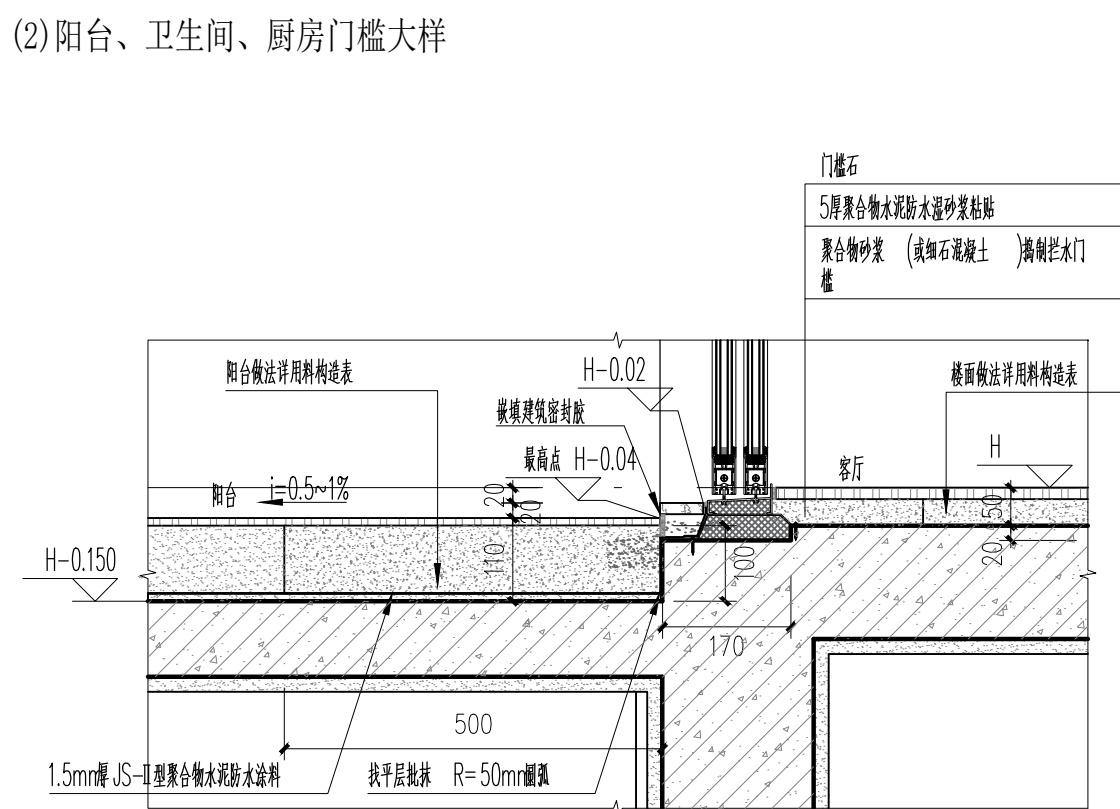 (2)阳台、卫生间、厨房门槛大样
门槛石
5厚聚合物水泥防水湿砂浆粘贴
聚合物砂浆 (或细石混凝土 )捣制拦水门
槛
阳台做法详用料构造表
H-0.02
楼面做法详用料构造表
嵌填建筑密封胶
最高点 H-0.04
客厅
H
阳台 i=0.5~1%
20
20
50
20
H-0.150
110
100
170
500
1.5mm厚 JS-Ⅱ型聚合物水泥防水涂料
找平层批抹 R=50mm圆弧